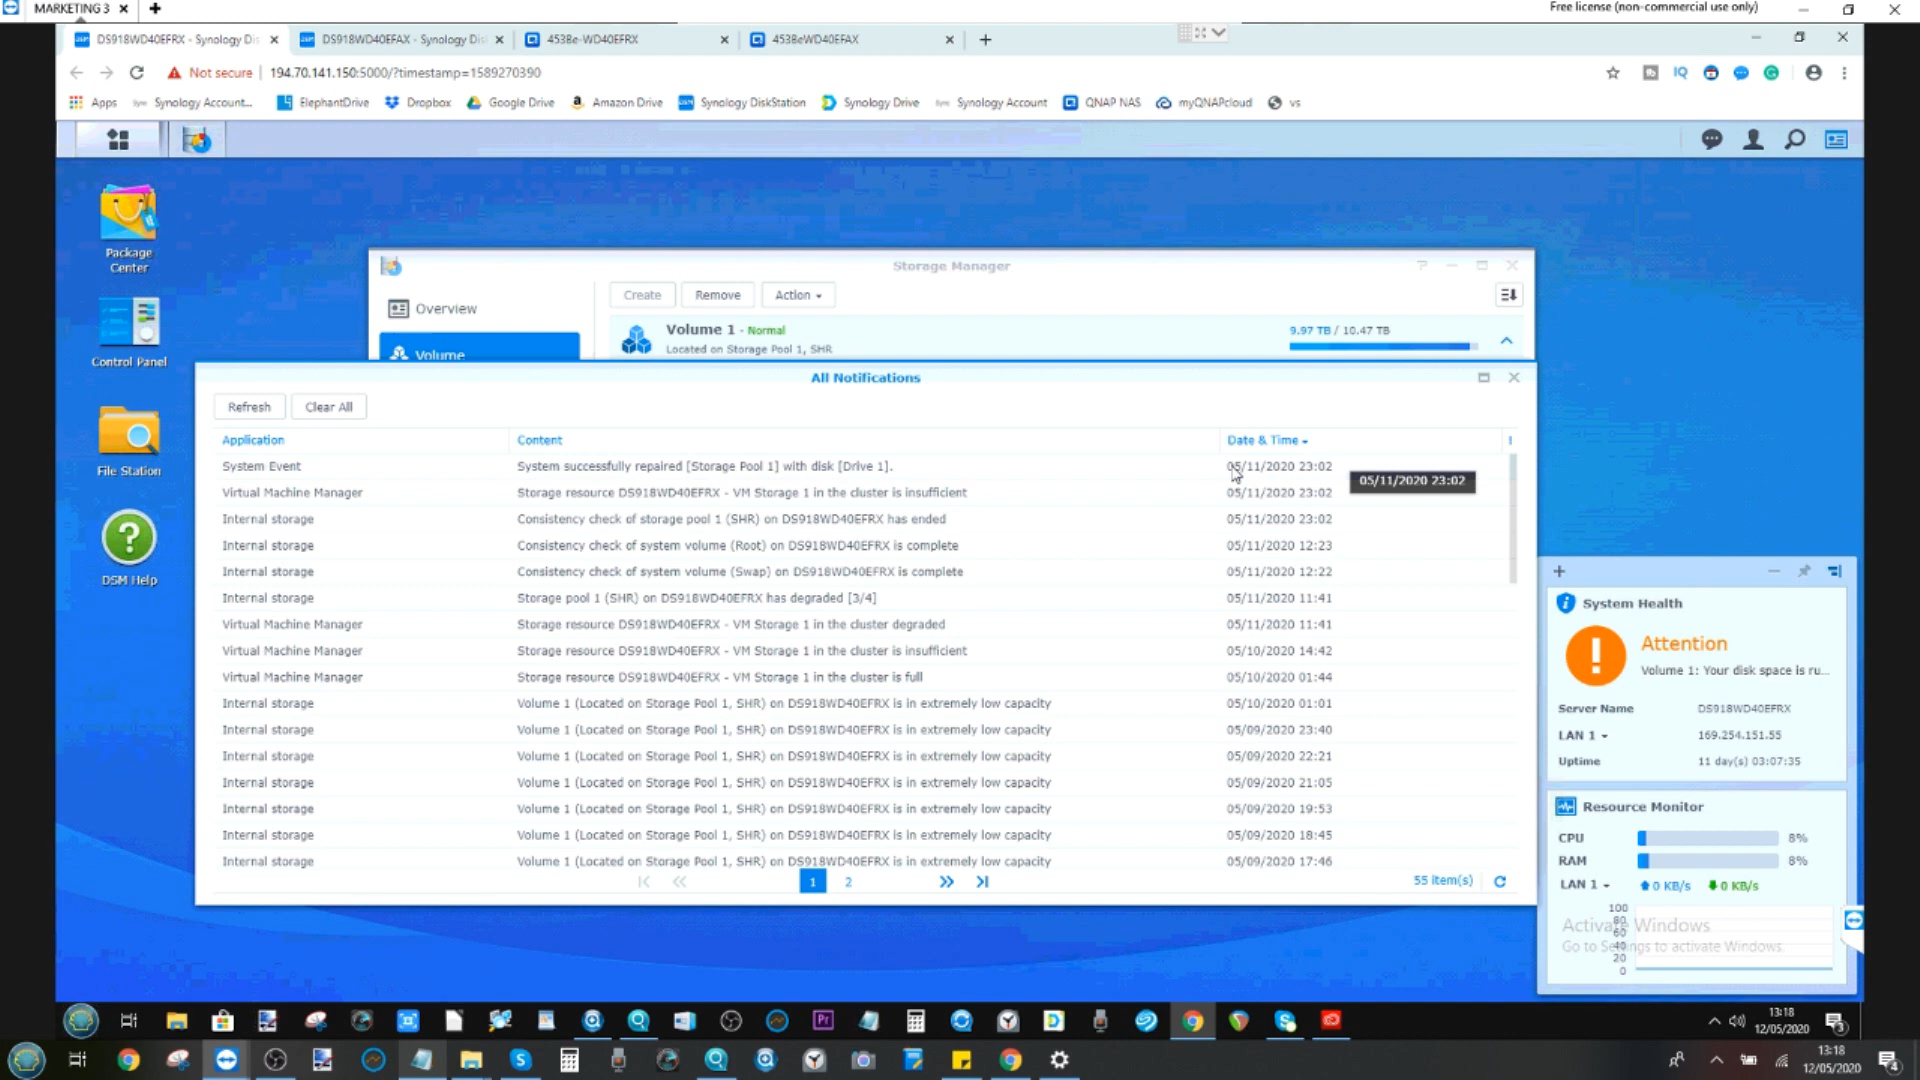 MARKETING 3
Free license (non-commercial use only)
DS918WD40EFRX - Synology Dis
DS918WD40EFAX - Synology Dis
453Be-WD40EFRX
453BeWD40EFAX
Not secure
194.70.141.150:5000/?timestamp=1589270390
IQ
Apps
Synology Account...
ElephantDrive
Dropbox
Google Drive
Amazon Drive
Synology DiskStation
Synology Drive
Synology Account
QNAP NAS
myQNAPcloud
vs
Package Center
Control Panel
File Station
DSM Help
Storage Manager
Overview
Volume
Create
Remove
Action
Volume 1 - Normal
9.97 TB / 10.47 TB
Located on Storage Pool 1, SHR
All Notifications
Refresh
Clear All
Application Content Date & Time
System Event System successfully repaired [Storage Pool 1] with disk [Drive 1]. 05/11/2020 23:02
05/11/2020 23:02
Virtual Machine Manager Storage resource DS918WD40EFRX - VM Storage 1 in the cluster is insufficient 05/11/2020 23:02
Internal storage Consistency check of storage pool 1 (SHR) on DS918WD40EFRX has ended 05/11/2020 23:02
Internal storage Consistency check of system volume (Root) on DS918WD40EFRX is complete 05/11/2020 12:23
Internal storage Consistency check of system volume (Swap) on DS918WD40EFRX is complete 05/11/2020 12:22
Internal storage Storage pool 1 (SHR) on DS918WD40EFRX has degraded [3/4] 05/11/2020 11:41
Virtual Machine Manager Storage resource DS918WD40EFRX - VM Storage 1 in the cluster degraded 05/11/2020 11:41
Virtual Machine Manager Storage resource DS918WD40EFRX - VM Storage 1 in the cluster is insufficient 05/10/2020 14:42
Virtual Machine Manager Storage resource DS918WD40EFRX - VM Storage 1 in the cluster is full 05/10/2020 01:44
Internal storage Volume 1 (Located on Storage Pool 1, SHR) on DS918WD40EFRX is in extremely low capacity 05/10/2020 01:01
Internal storage Volume 1 (Located on Storage Pool 1, SHR) on DS918WD40EFRX is in extremely low capacity 05/09/2020 23:40
Internal storage Volume 1 (Located on Storage Pool 1, SHR) on DS918WD40EFRX is in extremely low capacity 05/09/2020 22:21
Internal storage Volume 1 (Located on Storage Pool 1, SHR) on DS918WD40EFRX is in extremely low capacity 05/09/2020 21:05
Internal storage Volume 1 (Located on Storage Pool 1, SHR) on DS918WD40EFRX is in extremely low capacity 05/09/2020 19:53
Internal storage Volume 1 (Located on Storage Pool 1, SHR) on DS918WD40EFRX is in extremely low capacity 05/09/2020 18:45
Internal storage Volume 1 (Located on Storage Pool 1, SHR) on DS918WD40EFRX is in extremely low capacity 05/09/2020 17:46
1 2
55 item(s)
System Health
Attention
Volume 1: Your disk space is ru...
Server Name DS918WD40EFRX
LAN 1 169.254.151.55
Uptime 11 day(s) 03:07:35
Resource Monitor
CPU 8%
RAM 8%
LAN 1 0 KB/s 0 KB/s
100
80
60
40
20
0
Activate Windows
Go to Settings to activate Windows.
Pr
13:18
12/05/2020
3
13:18
12/05/2020
4